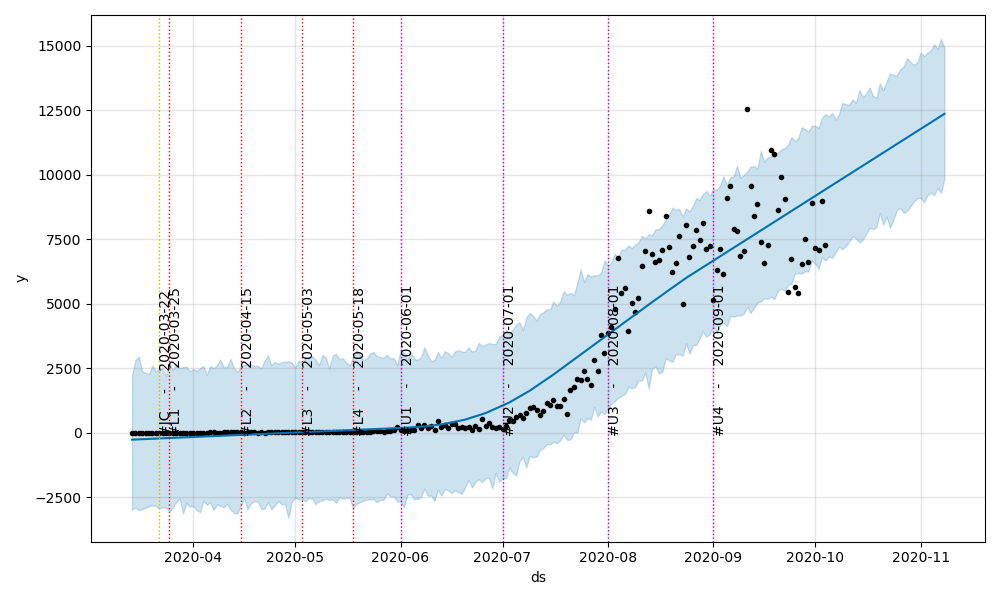 15000
12500
10000
7500
5000
2500
0
−2500
y
#JC - 2020-03-22
#L1 - 2020-03-25
#L2 - 2020-04-15
#L3 - 2020-05-03
#L4 - 2020-05-18
#U1 - 2020-06-01
#U2 - 2020-07-01
#U3 - 2020-08-01
#U4 - 2020-09-01
2020-04
2020-05
2020-06
2020-07
2020-08
2020-09
2020-10
2020-11
ds